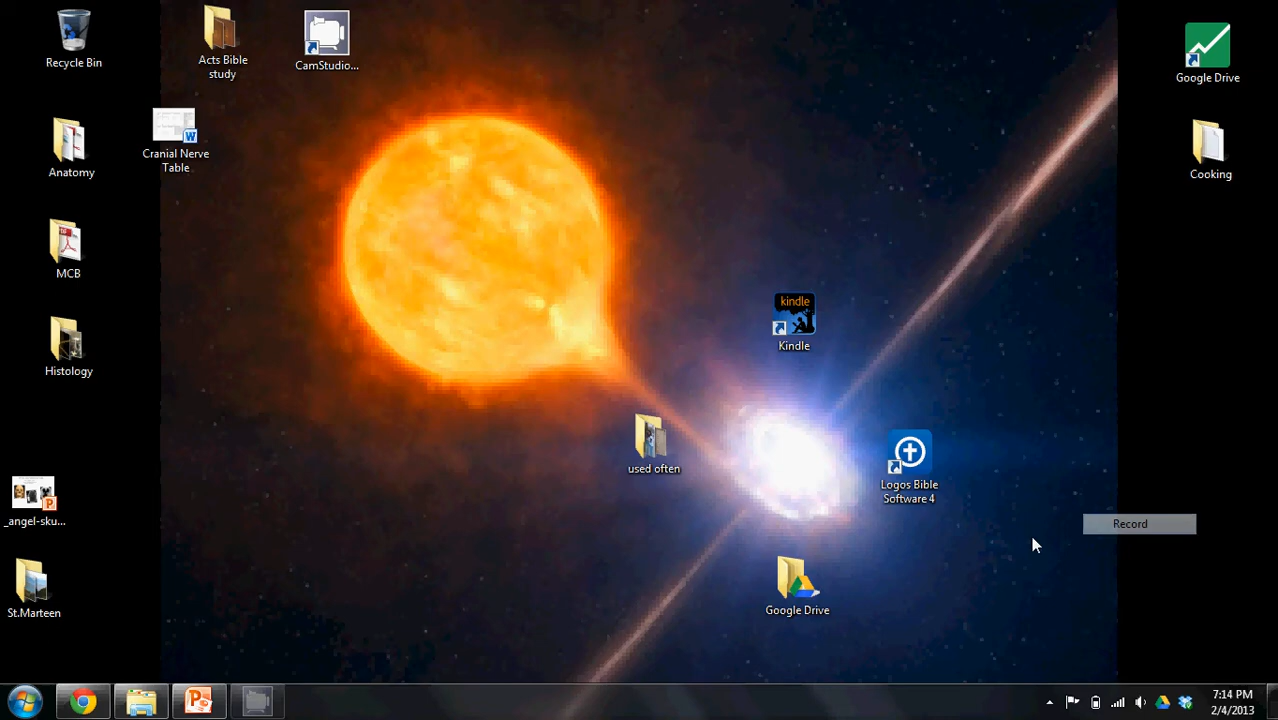 Recycle Bin
Acts Bible
study
CamStudio...
Google Drive
Anatomy
W
Cranial Nerve
Table
Cooking
MCB
kindle
Kindle
Histology
used often
Logos Bible
Software 4
P
_angel-sku...
Record
St.Marteen
Google Drive
P
7:14 PM
2/4/2013